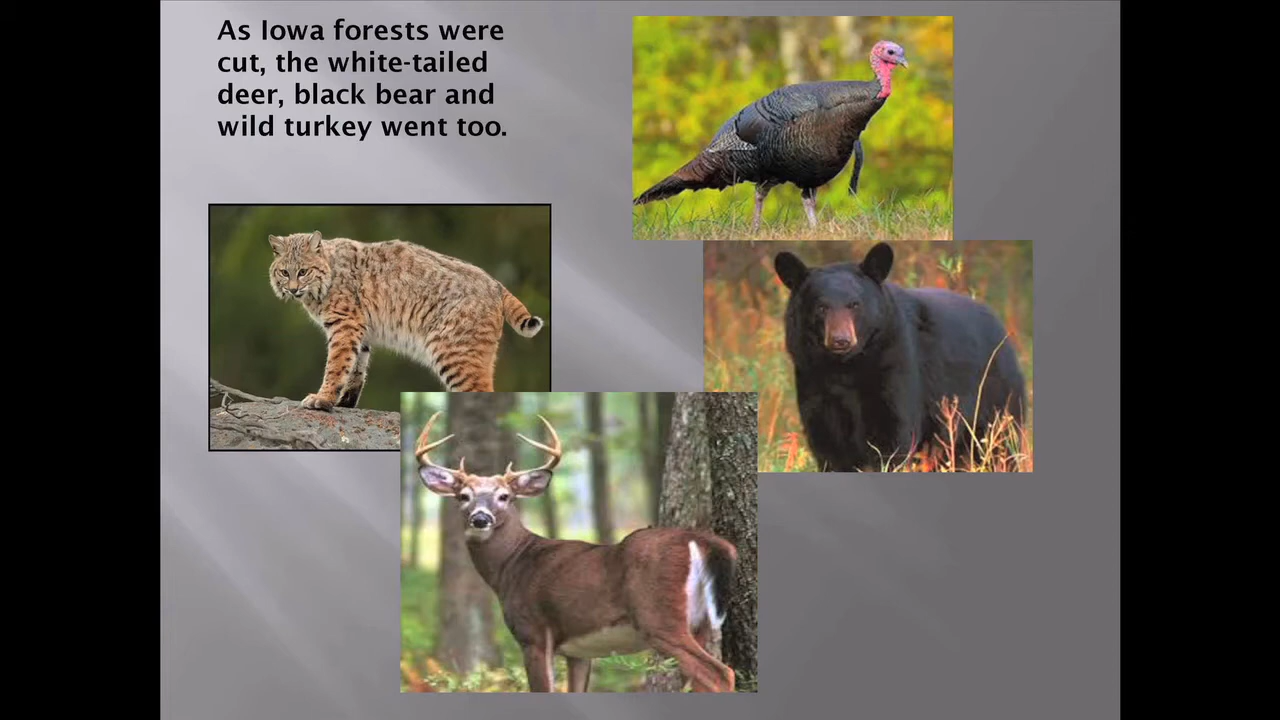 As Iowa forests were
cut, the white-tailed
deer, black bear and
wild turkey went too.